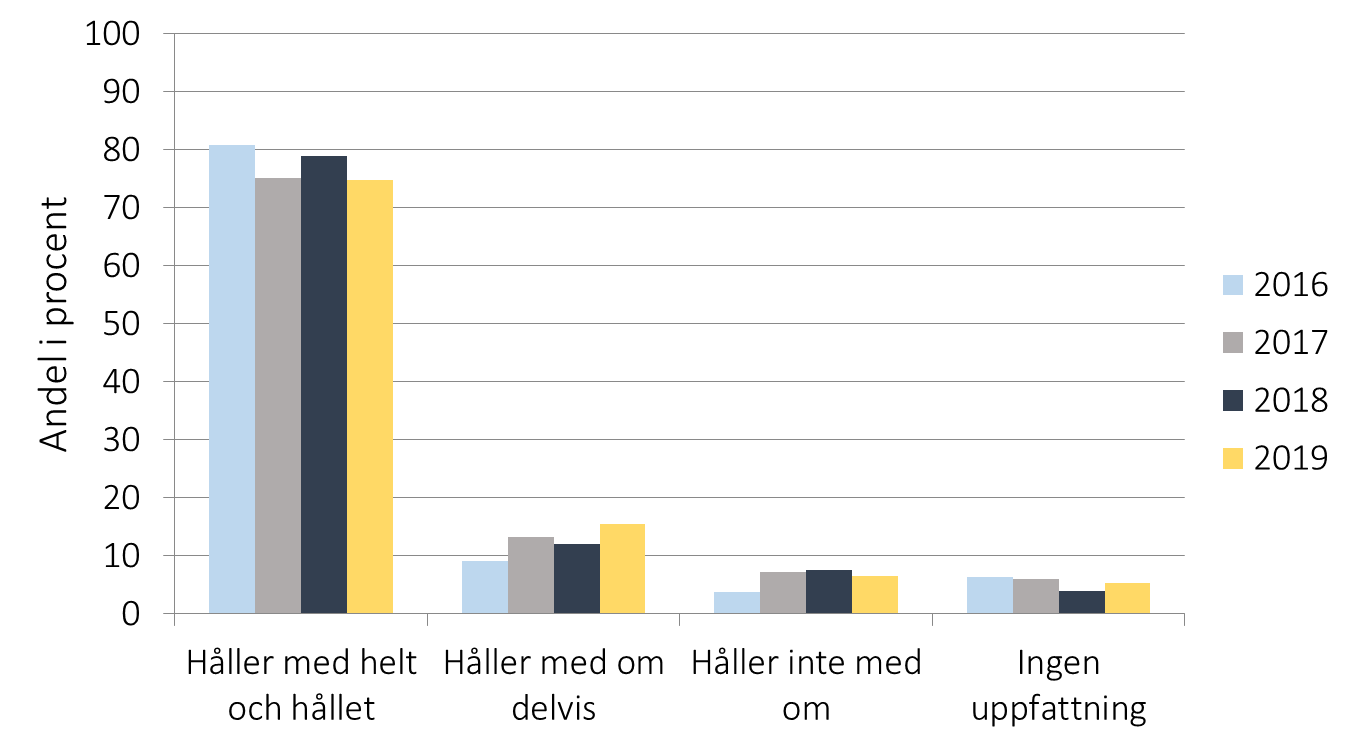 Andel i procent
100
90
80
70
60
50
40
30
20
10
0
Håller med helt
och hållet
Håller med om
delvis
Håller inte med
om
Ingen
uppfattning
2016
2017
2018
2019